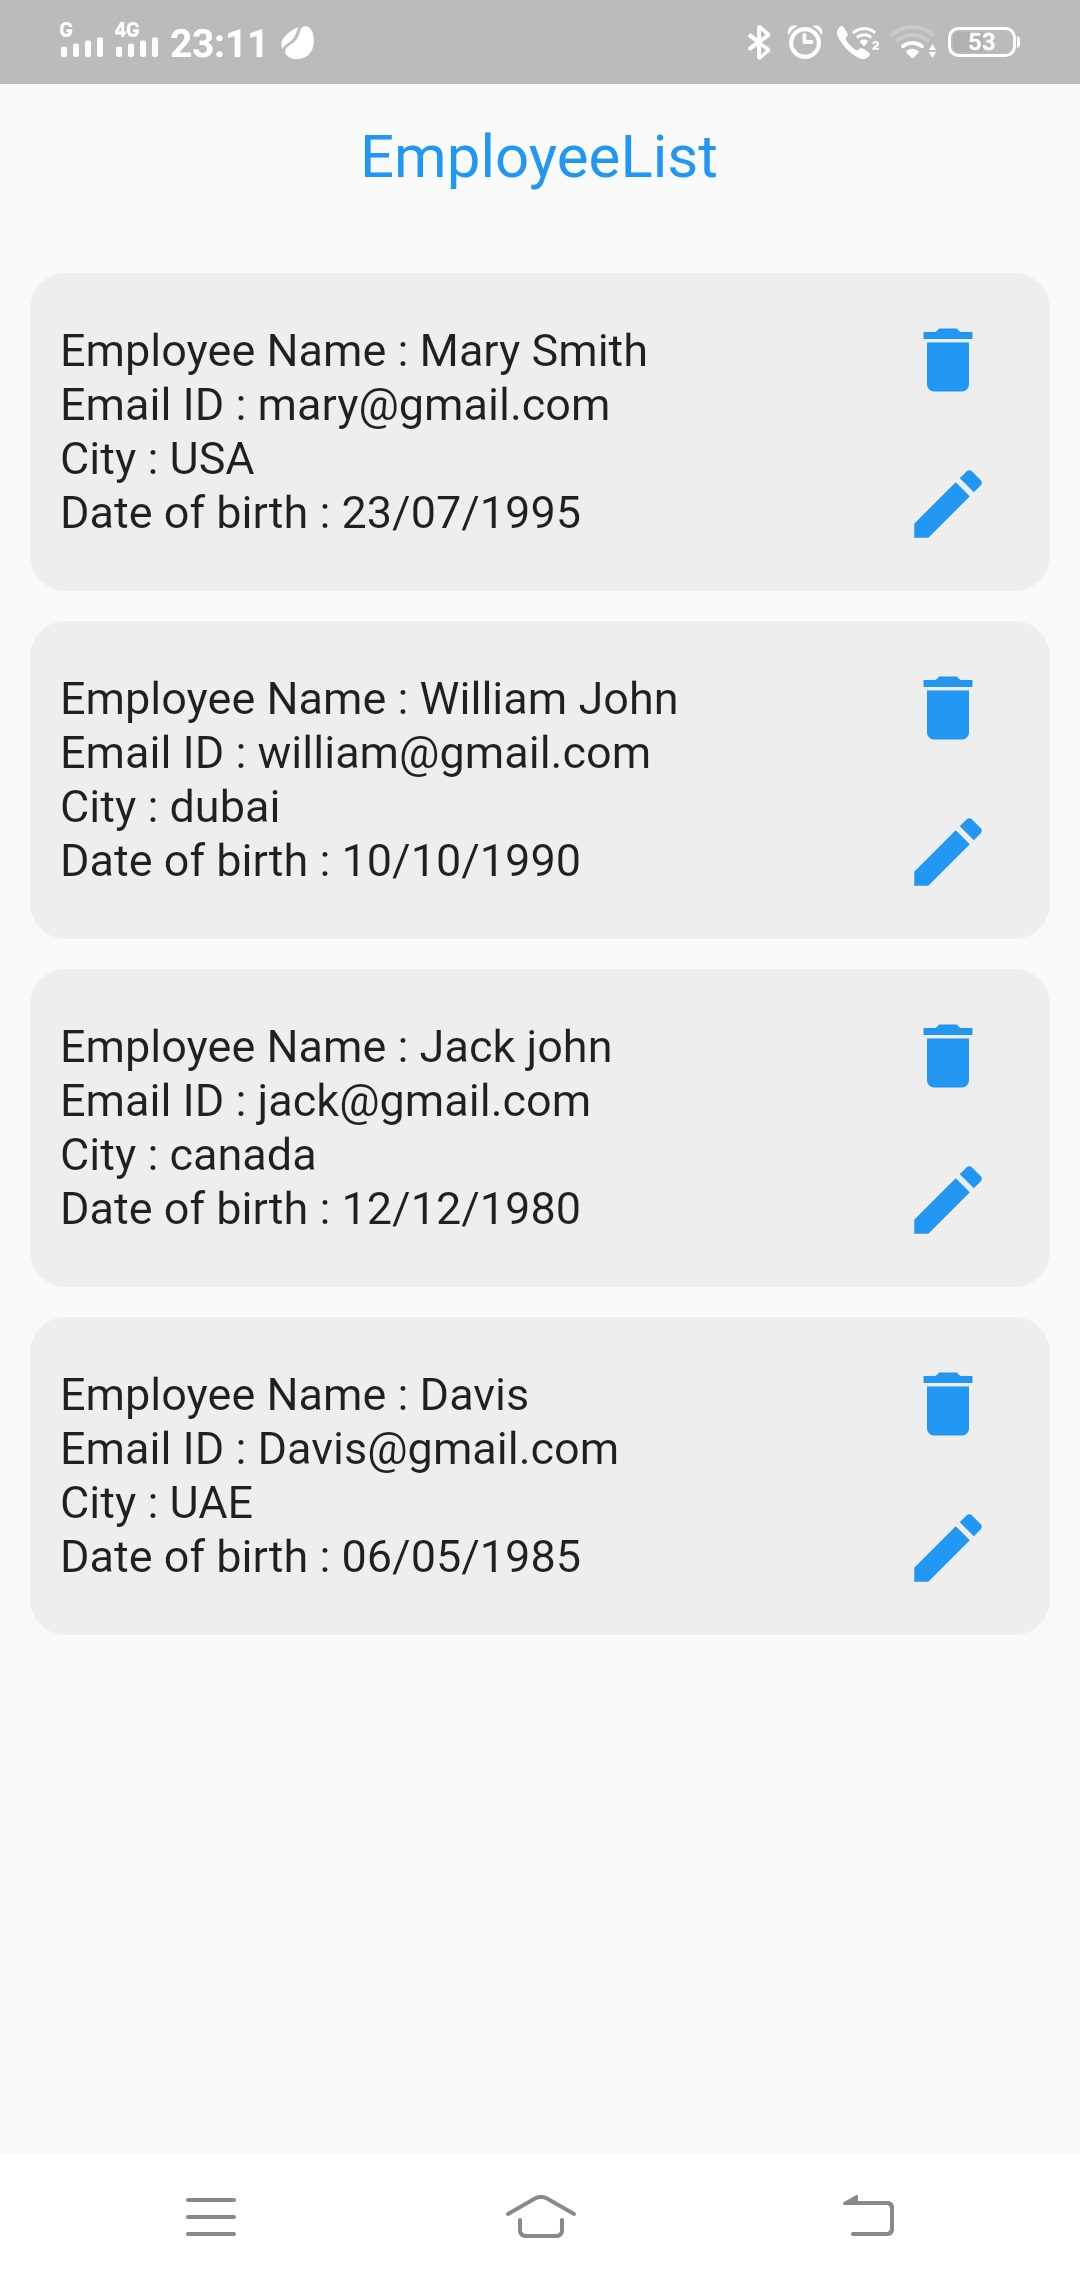 G 4G 23:11 2 53
EmployeeList
Employee Name : Mary Smith
Email ID : mary@gmail.com
City : USA
Date of birth : 23/07/1995
Employee Name : William John
Email ID : william@gmail.com
City : dubai
Date of birth : 10/10/1990
Employee Name : Jack john
Email ID : jack@gmail.com
City : canada
Date of birth : 12/12/1980
Employee Name : Davis
Email ID : Davis@gmail.com
City : UAE
Date of birth : 06/05/1985